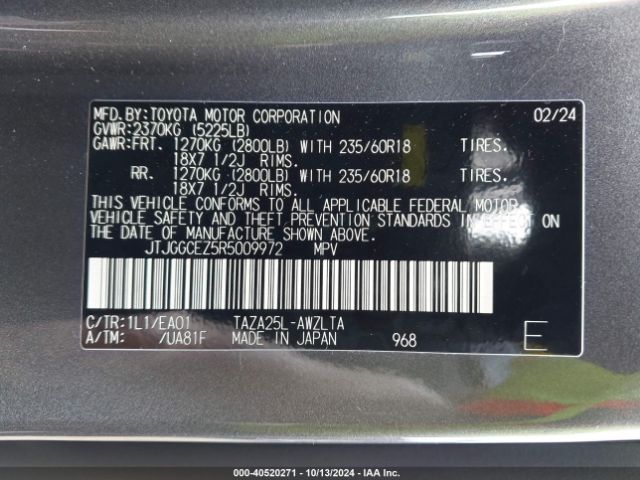 MFD.BY:TOYOTA MOTOR CORPORATION 02/24
GVWR:2370KG (5225LB)
GAWR:FRT. 1270KG (2800LB) WITH 235/60R18 TIRES.
18X7 1/2J RIMS.
RR. 1270KG (2800LB) WITH 235/60R18 TIRES.
18X7 1/2J RIMS.
THIS VEHICLE CONFORMS TO ALL APPLICABLE FEDERAL MOTOR
VEHICLE SAFETY AND THEFT PREVENTION STANDARDS IN EFFECT ON
THE DATE OF MANUFACTURE SHOWN ABOVE.
JTJGGCEZ5R5009972 MPV
C/TR:1L1/EA01 TAZA25L-AWZLTA
A/TM: /UA81F MADE IN JAPAN 968 E
000-40520271 | 10/13/2024 | IAA Inc.